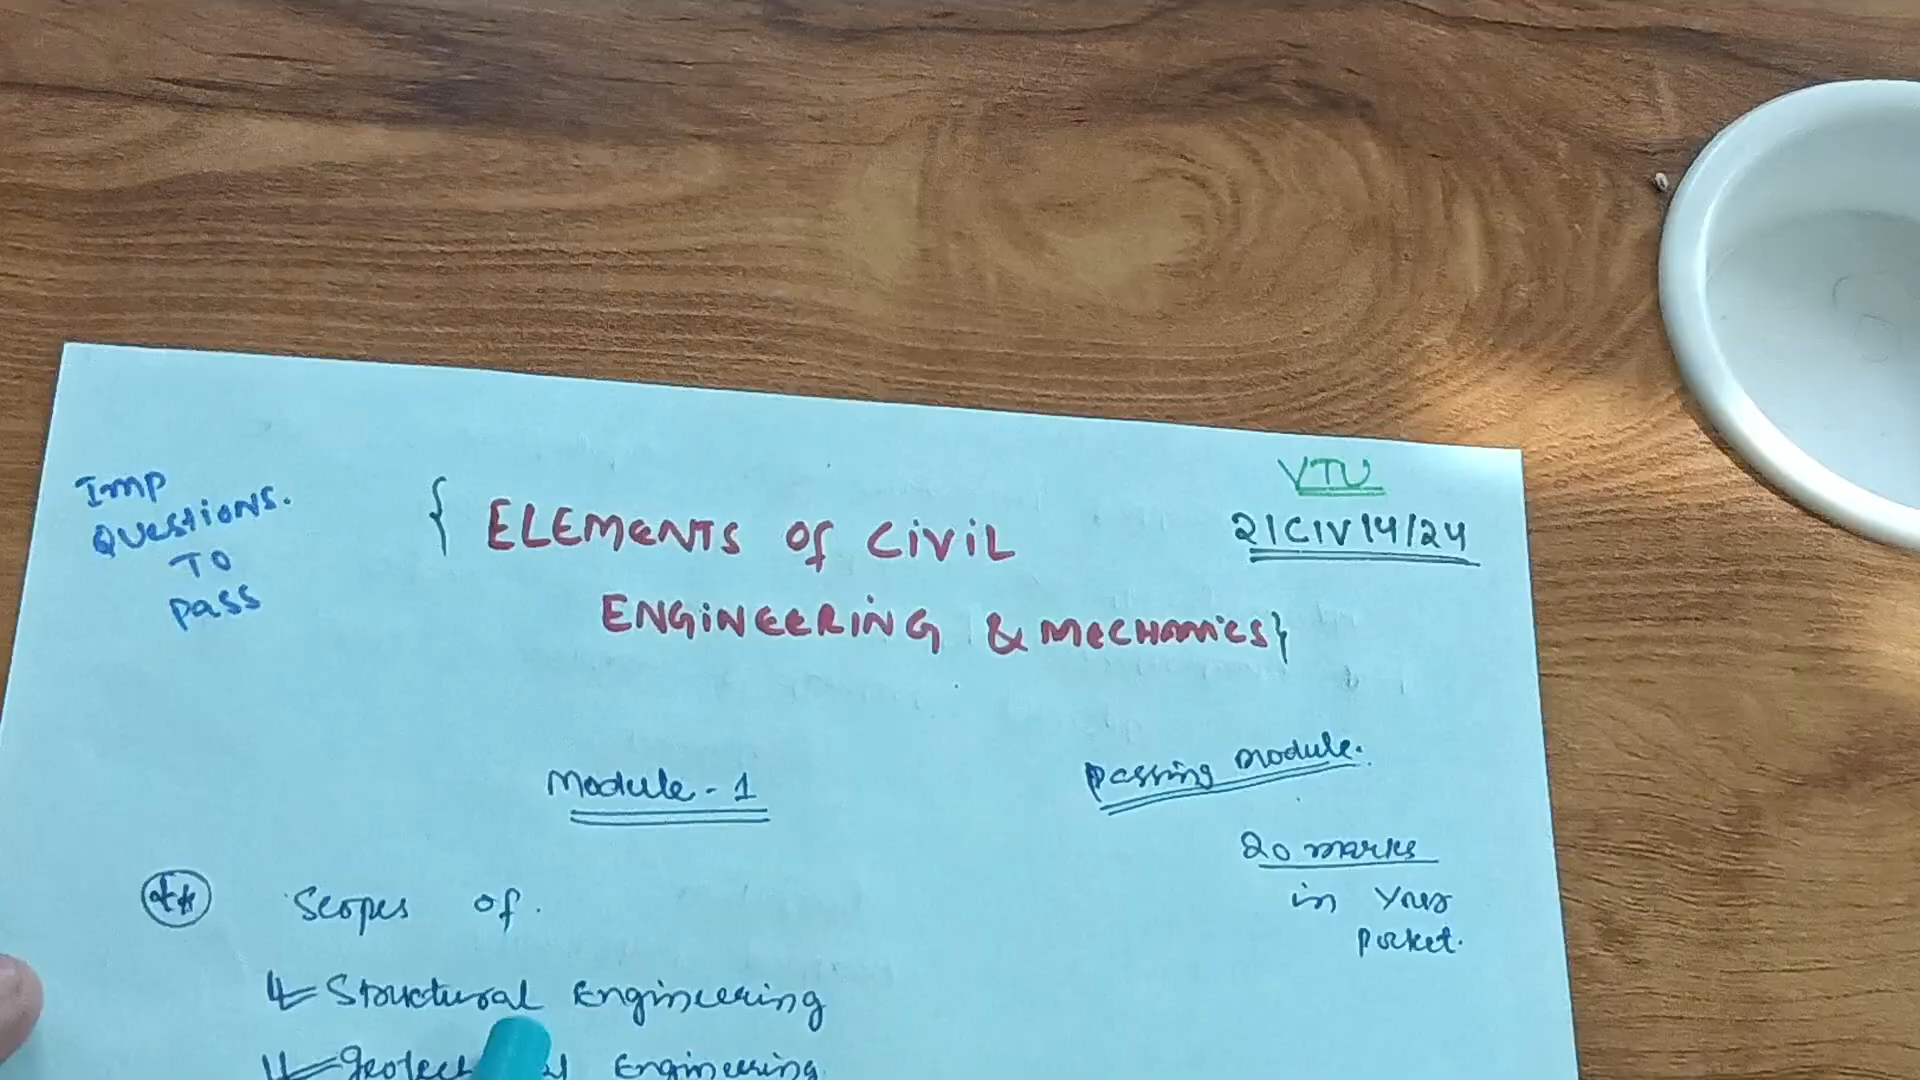 IMP
QUESTIONS.
TO
PASS
{ ELEMENTS OF CIVIL
ENGINEERING & MECHANICS}
VTU
21CIV14/24
Module - 1
passing module.
20 marks
in your
pocket.
** Scopes of.
Structural Engineering
Engineering